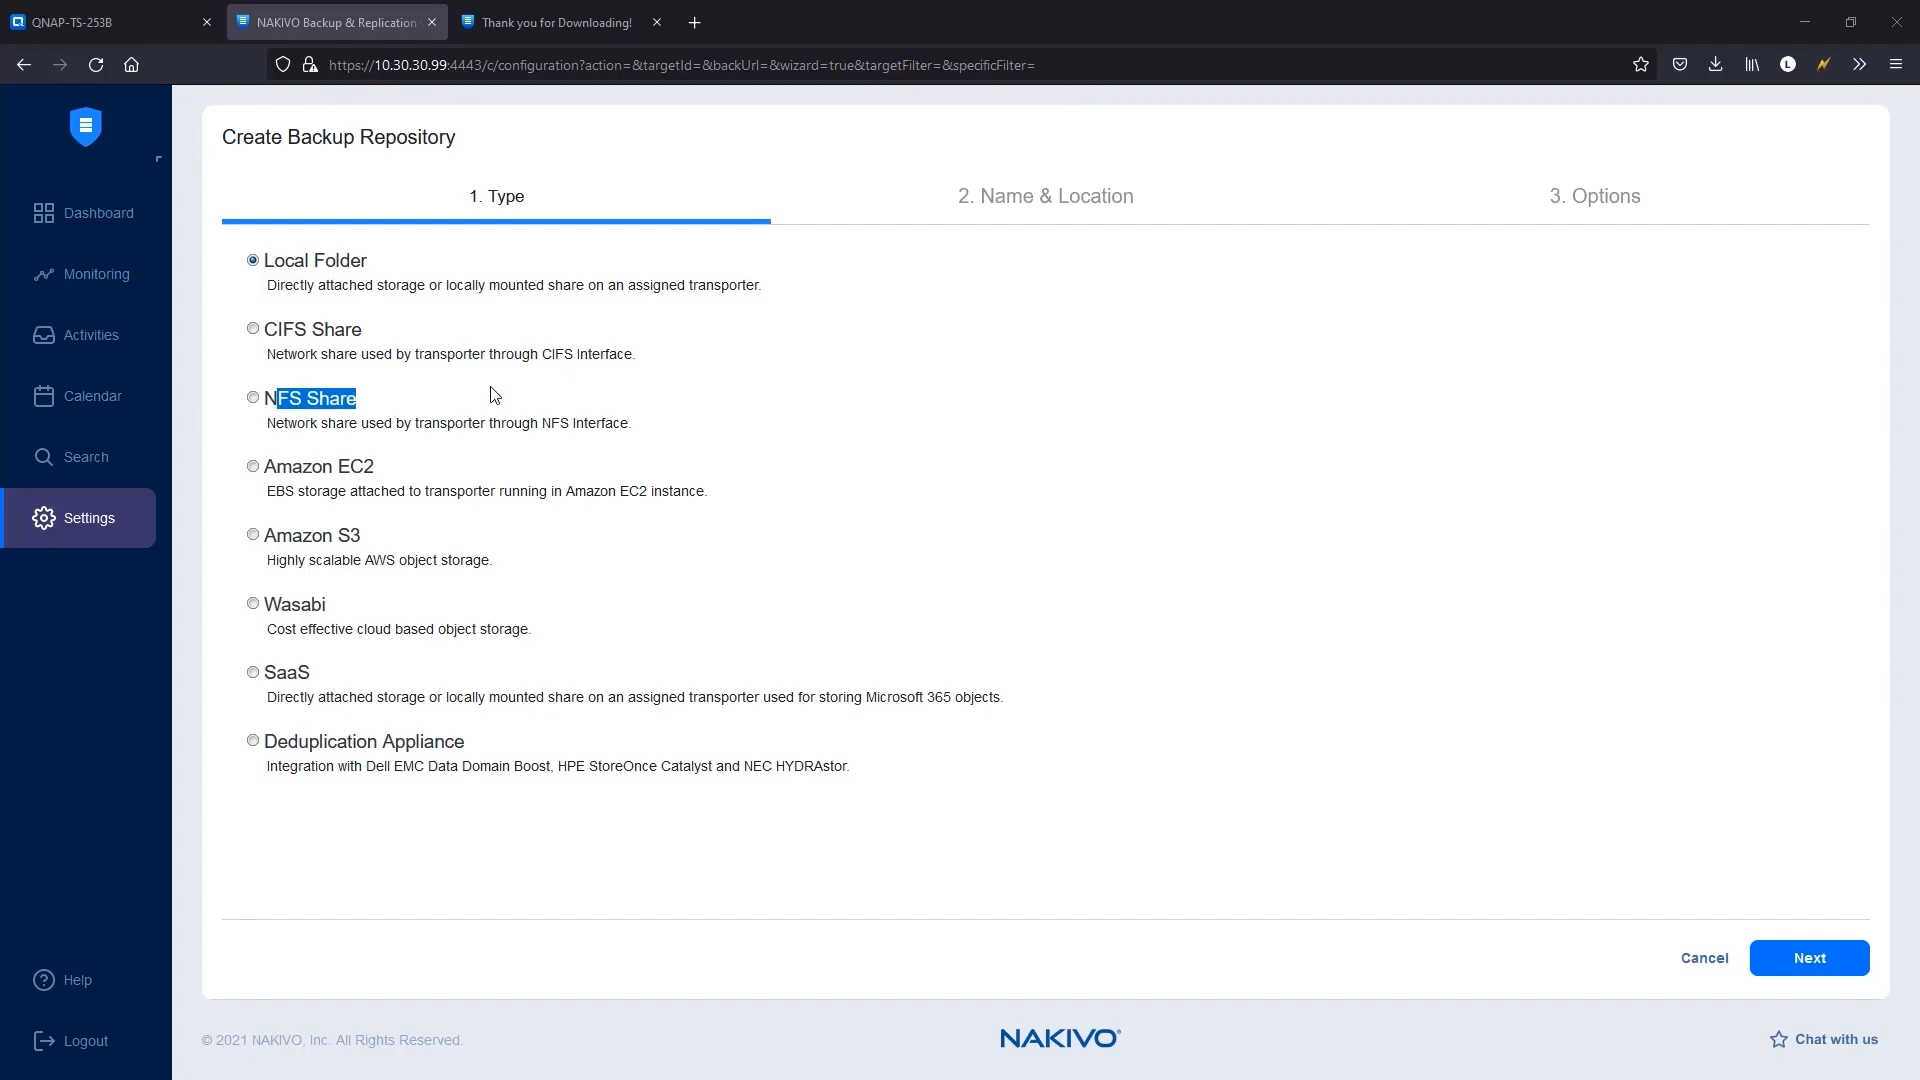 QNAP-TS-253B
NAKIVO Backup & Replication
Thank you for Downloading!
https://10.30.30.99:4443/c/configuration?action=&targetId=&backUrl=&wizard=true&targetFilter=&specificFilter=
L
Create Backup Repository
1. Type
2. Name & Location
3. Options
Dashboard
Monitoring
Activities
Calendar
Search
Settings
Help
Logout
Local Folder
Directly attached storage or locally mounted share on an assigned transporter.
CIFS Share
Network share used by transporter through CIFS Interface.
NFS Share
Network share used by transporter through NFS Interface.
Amazon EC2
EBS storage attached to transporter running in Amazon EC2 instance.
Amazon S3
Highly scalable AWS object storage.
Wasabi
Cost effective cloud based object storage.
SaaS
Directly attached storage or locally mounted share on an assigned transporter used for storing Microsoft 365 objects.
Deduplication Appliance
Integration with Dell EMC Data Domain Boost, HPE StoreOnce Catalyst and NEC HYDRAstor.
Cancel
Next
© 2021 NAKIVO, Inc. All Rights Reserved.
NAKIVO®
Chat with us